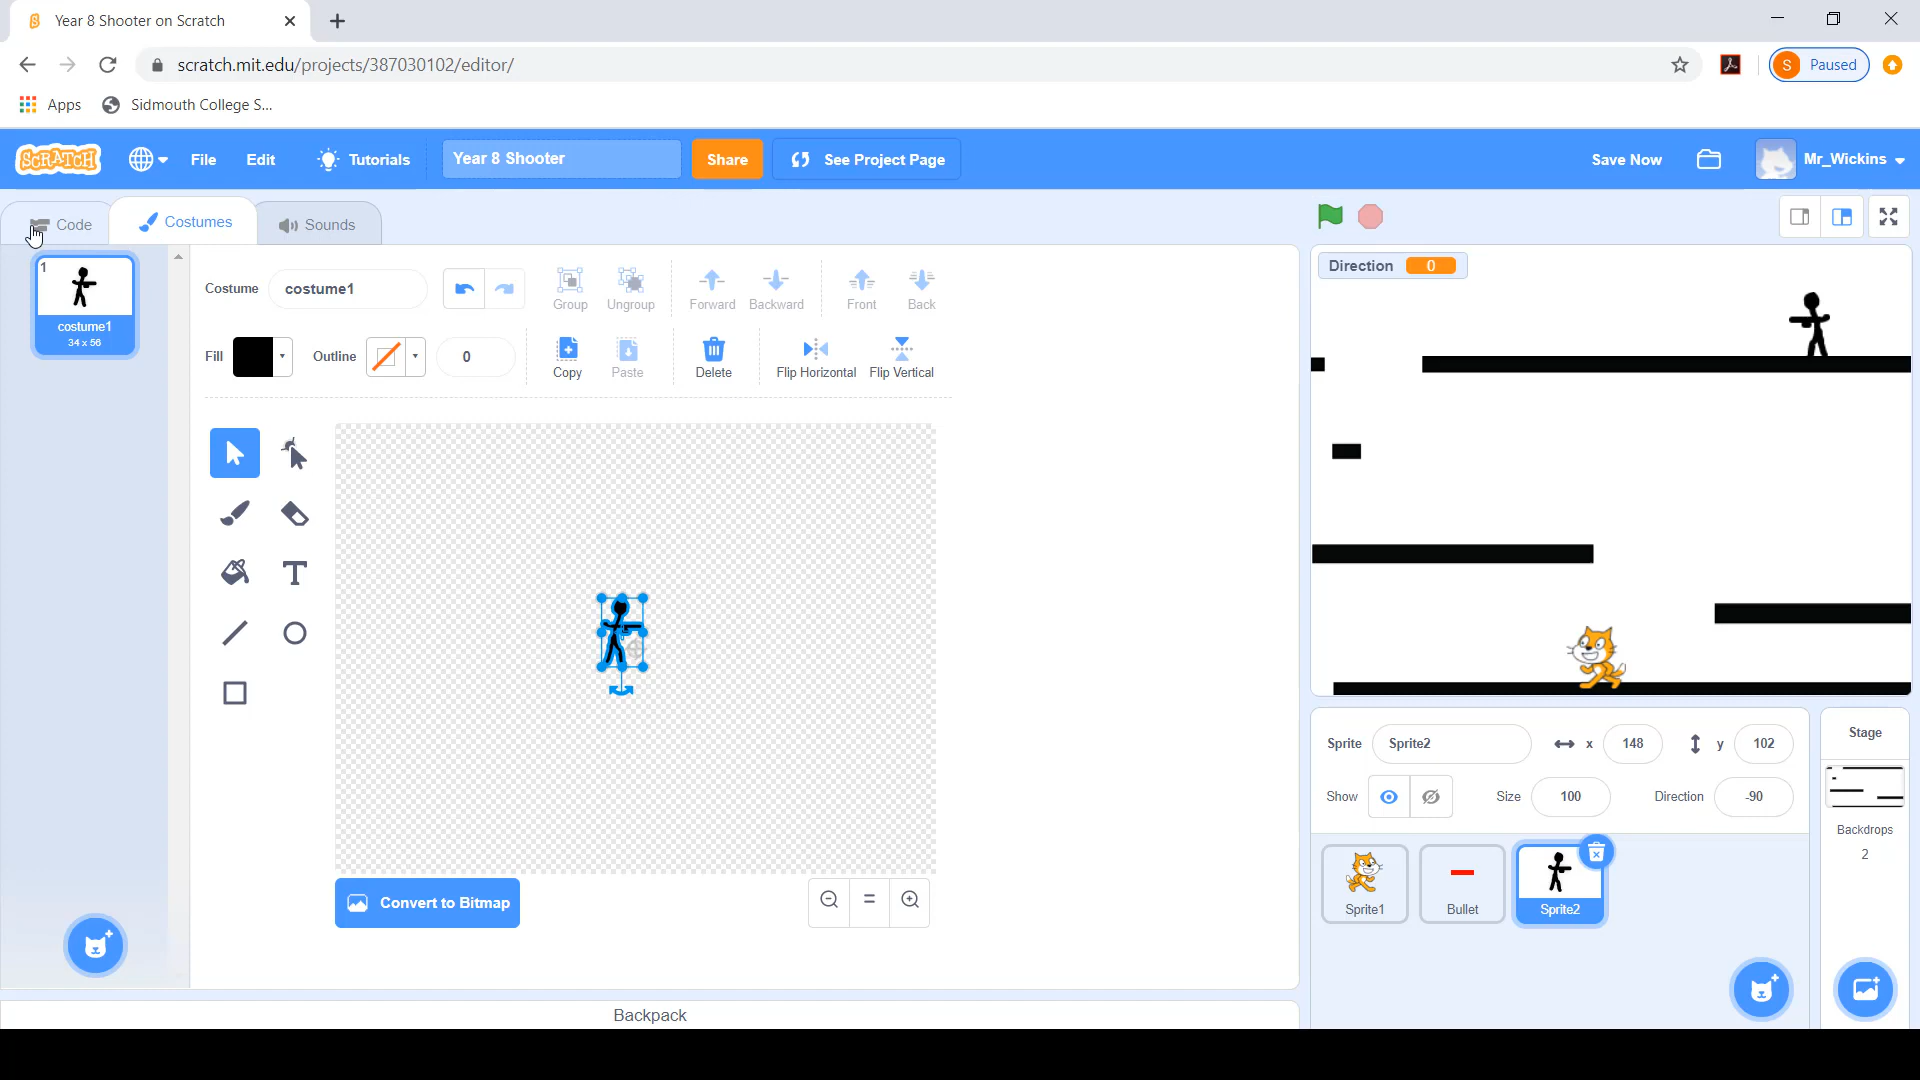 Year 8 Shooter on Scratch
scratch.mit.edu/projects/387030102/editor/
S Paused
Apps
Sidmouth College S...
SCRATCH
File
Edit
Tutorials
Year 8 Shooter
Share
See Project Page
Save Now
Mr_Wickins
Code
Costumes
Sounds
1
costume1
34 x 56
Costume
costume1
Group
Ungroup
Forward
Backward
Front
Back
Fill
Outline
0
Copy
Paste
Delete
Flip Horizontal
Flip Vertical
T
Convert to Bitmap
=
Backpack
Direction 0
Sprite
Sprite2
x
148
y
102
Show
Size
100
Direction
-90
Sprite1
Bullet
Sprite2
Stage
Backdrops
2